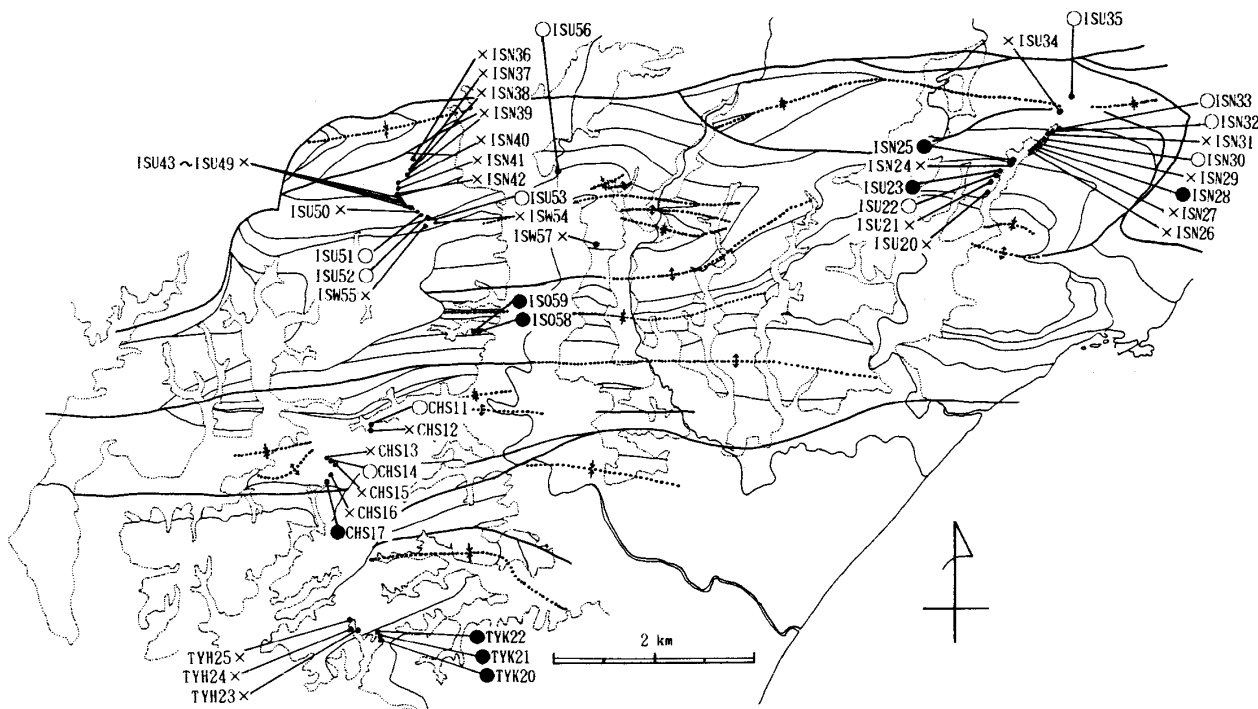 ISU56
ISU35
ISU34
ISN36
ISN37
ISN38
ISN39
ISN40
ISN41
ISN42
ISU43〜ISU49
ISU50
ISU53
ISW54
ISW57
ISU51
ISU52
ISW55
ISN33
ISN32
ISN31
ISN30
ISN29
ISN28
ISN27
ISN26
ISN25
ISN24
ISU23
ISU22
ISU21
ISU20
ISO59
ISO58
CHS11
CHS12
CHS13
CHS14
CHS15
CHS16
CHS17
TYH25
TYH24
TYH23
TYK22
TYK21
TYK20
2 km